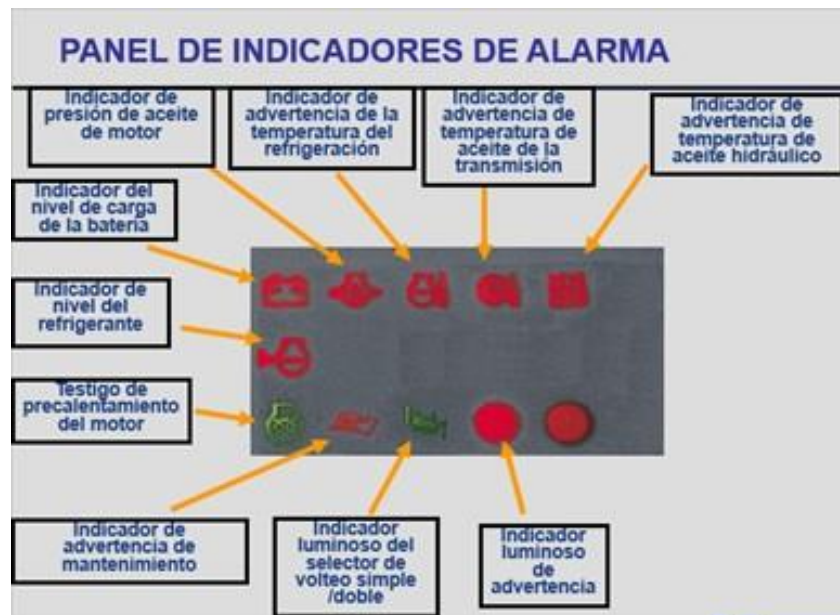 PANEL DE INDICADORES DE ALARMA
Indicador de
presión de aceite
de motor
Indicador de
advertencia de la
temperatura del
refrigeración
Indicador de
advertencia de
temperatura de
aceite de la
transmisión
Indicador de
advertencia de
temperatura de
aceite hidráulico
Indicador del
nivel de carga
de la batería
Indicador de
nivel del
refrigerante
Testigo de
precalentamiento
del motor
Indicador de
advertencia de
mantenimiento
Indicador
luminoso del
selector de
volteo simple
/doble
Indicador
luminoso
de
advertencia